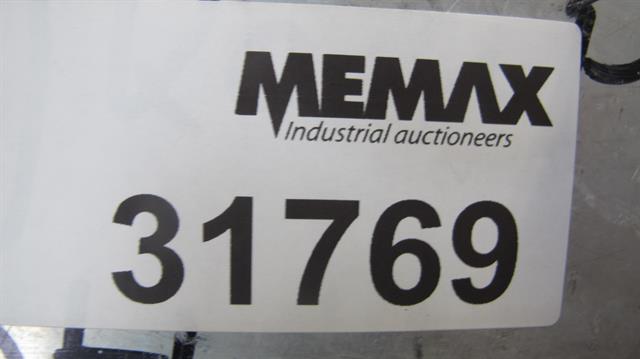 MEMAX
Industrial auctioneers
31769